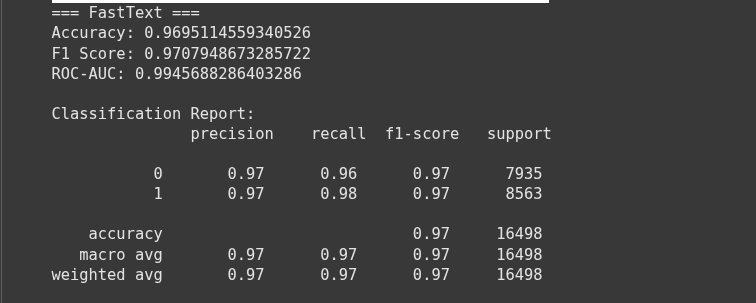 === FastText ===
Accuracy: 0.9695114559340526
F1 Score: 0.9707948673285722
ROC-AUC: 0.9945688286403286
Classification Report:
precision recall f1-score support
0 0.97 0.96 0.97 7935
1 0.97 0.98 0.97 8563
accuracy 0.97 16498
macro avg 0.97 0.97 0.97 16498
weighted avg 0.97 0.97 0.97 16498